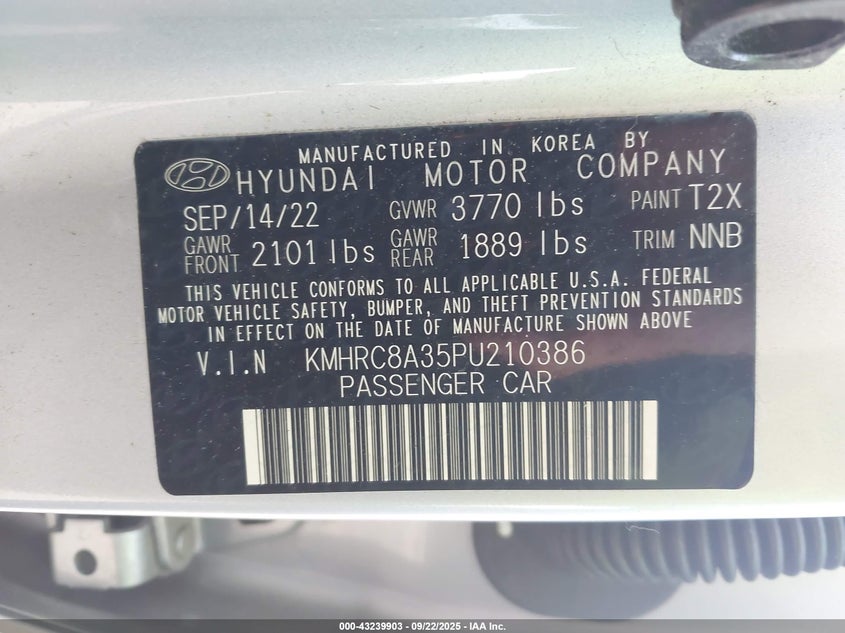 MANUFACTURED IN KOREA BY
HYUNDAI MOTOR COMPANY
SEP/14/22 GVWR 3770 lbs PAINT T2X
GAWR FRONT 2101 lbs GAWR REAR 1889 lbs TRIM NNB
THIS VEHICLE CONFORMS TO ALL APPLICABLE U.S.A. FEDERAL
MOTOR VEHICLE SAFETY, BUMPER, AND THEFT PREVENTION STANDARDS
IN EFFECT ON THE DATE OF MANUFACTURE SHOWN ABOVE
V.I.N KMHRC8A35PU210386
PASSENGER CAR
000-43239903 - 09/22/2025 - IAA Inc.